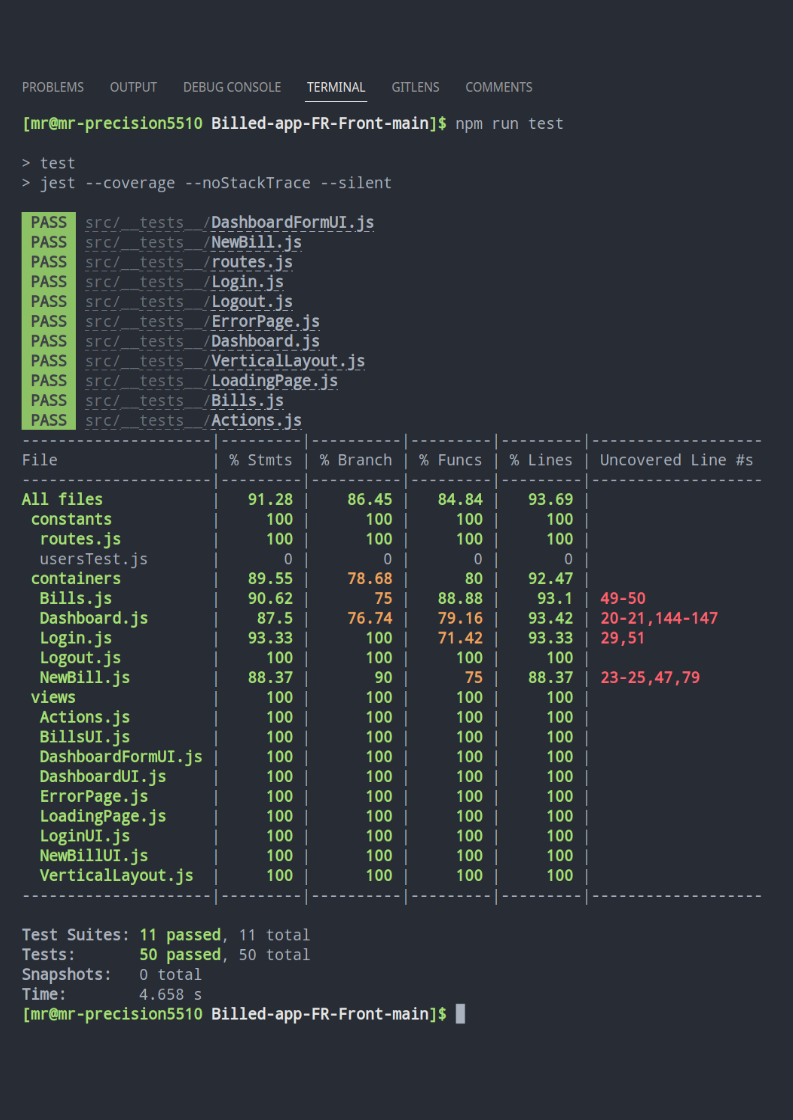 PROBLEMS OUTPUT DEBUG CONSOLE TERMINAL GITLENS COMMENTS
[mr@mr-precision5510 Billed-app-FR-Front-main]$ npm run test
> test
> jest --coverage --noStackTrace --silent
PASS src/__tests__/DashboardFormUI.js
PASS src/__tests__/NewBill.js
PASS src/__tests__/routes.js
PASS src/__tests__/Login.js
PASS src/__tests__/Logout.js
PASS src/__tests__/ErrorPage.js
PASS src/__tests__/Dashboard.js
PASS src/__tests__/VerticalLayout.js
PASS src/__tests__/LoadingPage.js
PASS src/__tests__/Bills.js
PASS src/__tests__/Actions.js
---------------------|---------|----------|---------|---------|-------------------
File                 | % Stmts | % Branch | % Funcs | % Lines | Uncovered Line #s
---------------------|---------|----------|---------|---------|-------------------
All files            |   91.28 |    86.45 |   84.84 |   93.69 |
 constants           |     100 |      100 |     100 |     100 |
  routes.js          |     100 |      100 |     100 |     100 |
  usersTest.js       |       0 |        0 |       0 |       0 |
 containers          |   89.55 |    78.68 |      80 |   92.47 |
  Bills.js           |   90.62 |       75 |   88.88 |    93.1 | 49-50
  Dashboard.js       |    87.5 |    76.74 |   79.16 |   93.42 | 20-21,144-147
  Login.js           |   93.33 |      100 |   71.42 |   93.33 | 29,51
  Logout.js          |     100 |      100 |     100 |     100 |
  NewBill.js         |   88.37 |       90 |      75 |   88.37 | 23-25,47,79
 views               |     100 |      100 |     100 |     100 |
  Actions.js         |     100 |      100 |     100 |     100 |
  BillsUI.js         |     100 |      100 |     100 |     100 |
  DashboardFormUI.js |     100 |      100 |     100 |     100 |
  DashboardUI.js     |     100 |      100 |     100 |     100 |
  ErrorPage.js       |     100 |      100 |     100 |     100 |
  LoadingPage.js     |     100 |      100 |     100 |     100 |
  LoginUI.js         |     100 |      100 |     100 |     100 |
  NewBillUI.js       |     100 |      100 |     100 |     100 |
  VerticalLayout.js  |     100 |      100 |     100 |     100 |
---------------------|---------|----------|---------|---------|-------------------
Test Suites: 11 passed, 11 total
Tests:       50 passed, 50 total
Snapshots:   0 total
Time:        4.658 s
[mr@mr-precision5510 Billed-app-FR-Front-main]$